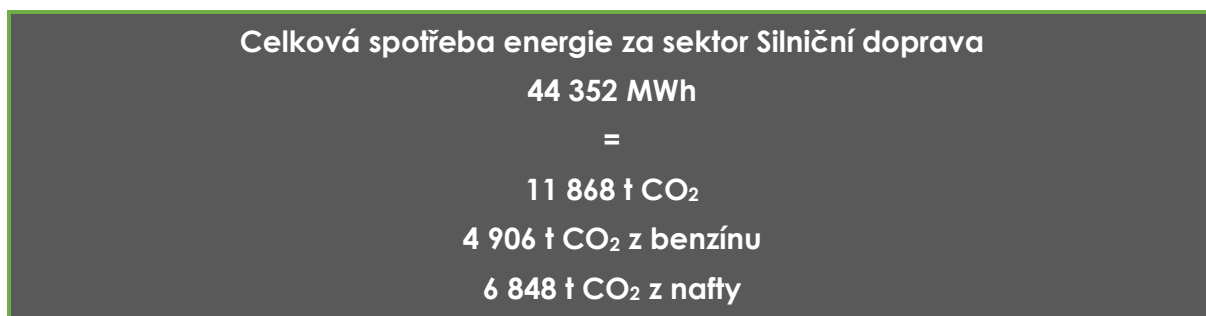 Celková spotřeba energie za sektor Silniční doprava
44 352 MWh
=
11 868 t CO₂
4 906 t CO₂ z benzínu
6 848 t CO₂ z nafty